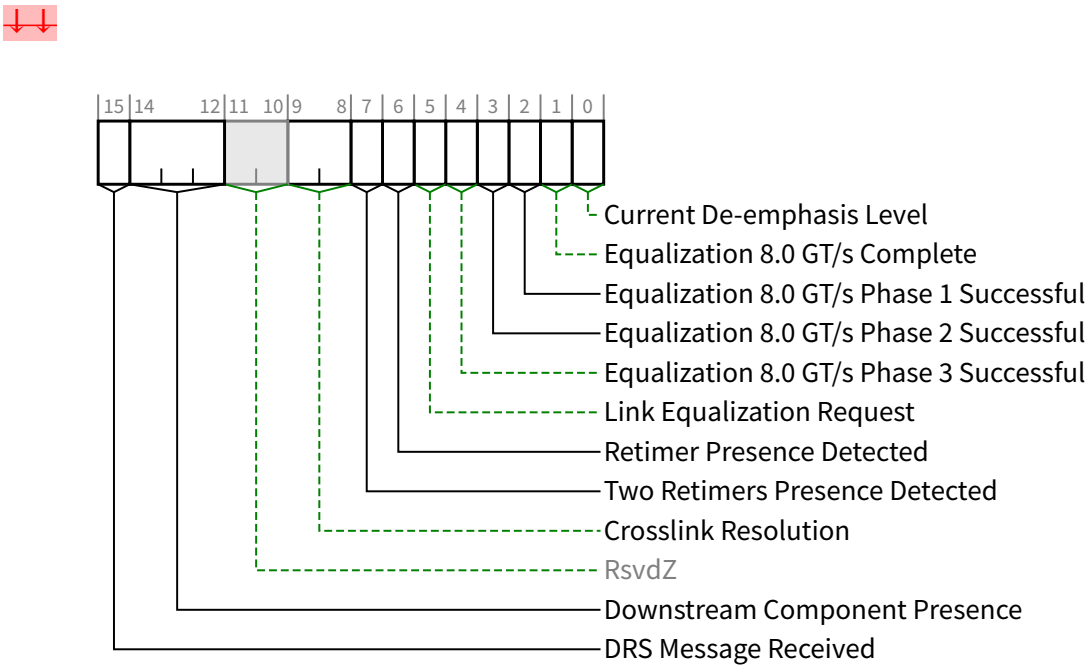 15 14 12 11 10 9 8 7 6 5 4 3 2 1 0
Current De-emphasis Level
Equalization 8.0 GT/s Complete
Equalization 8.0 GT/s Phase 1 Successful
Equalization 8.0 GT/s Phase 2 Successful
Equalization 8.0 GT/s Phase 3 Successful
Link Equalization Request
Retimer Presence Detected
Two Retimers Presence Detected
Crosslink Resolution
RsvdZ
Downstream Component Presence
DRS Message Received